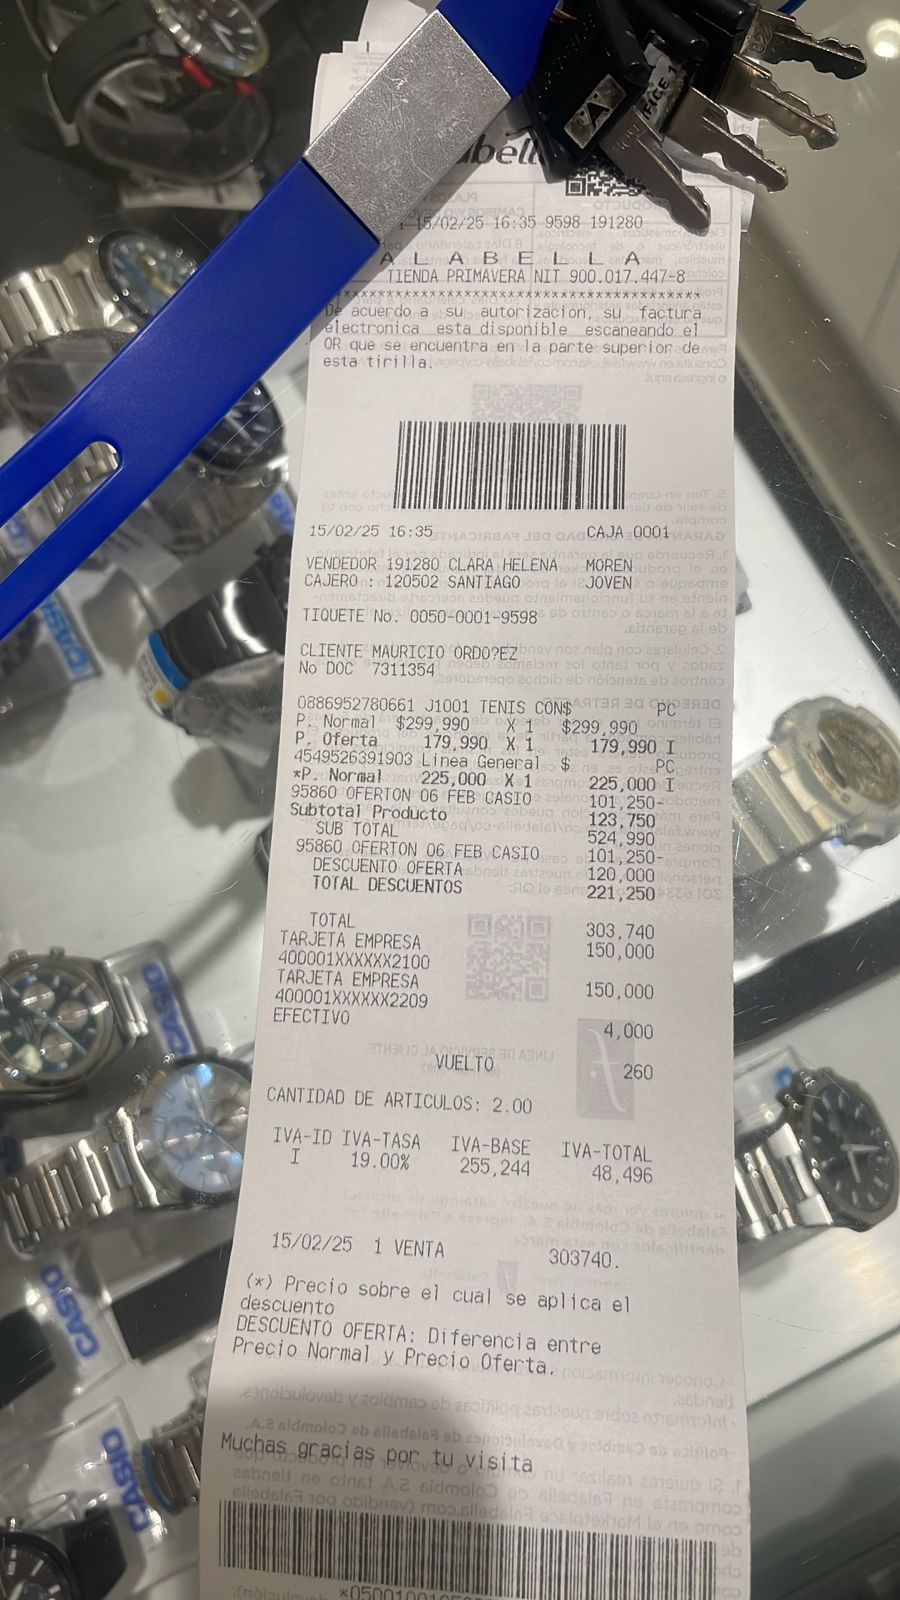 A
15/02/25 16:35 9598 191280
A L A B E L L A
TIENDA PRIMAVERA NIT 900.017.447-8
****************************************
De acuerdo a su autorizacion, su factura
electronica esta disponible escaneando el
QR que se encuentra en la parte superior de
esta tirilla.
15/02/25 16:35 CAJA 0001
VENDEDOR 191280 CLARA HELENA MOREN
CAJERO : 120502 SANTIAGO JOVEN
TIQUETE No. 0050-0001-9598
CLIENTE MAURICIO ORDO?EZ
No DOC 7311354
0886952780661 J1001 TENIS CON$ PC
P. Normal $299,990 X 1 $299,990
P. Oferta 179,990 X 1 179,990 I
4549526391903 Linea General $ PC
*P. Normal 225,000 X 1 225,000 I
95860 OFERTON 06 FEB CASIO 101,250-
Subtotal Producto 123,750
SUB TOTAL 524,990
95860 OFERTON 06 FEB CASIO 101,250-
DESCUENTO OFERTA 120,000
TOTAL DESCUENTOS 221,250
TOTAL 303,740
TARJETA EMPRESA 150,000
400001XXXXXX2100
TARJETA EMPRESA 150,000
400001XXXXXX2209
EFECTIVO 4,000
VUELTO 260
CANTIDAD DE ARTICULOS: 2.00
IVA-ID IVA-TASA IVA-BASE IVA-TOTAL
I 19.00% 255,244 48,496
15/02/25 1 VENTA 303740.
(*) Precio sobre el cual se aplica el
descuento
DESCUENTO OFERTA: Diferencia entre
Precio Normal y Precio Oferta.
Muchas gracias por tu visita
CASIO
CASIO
CASIO
CASIO